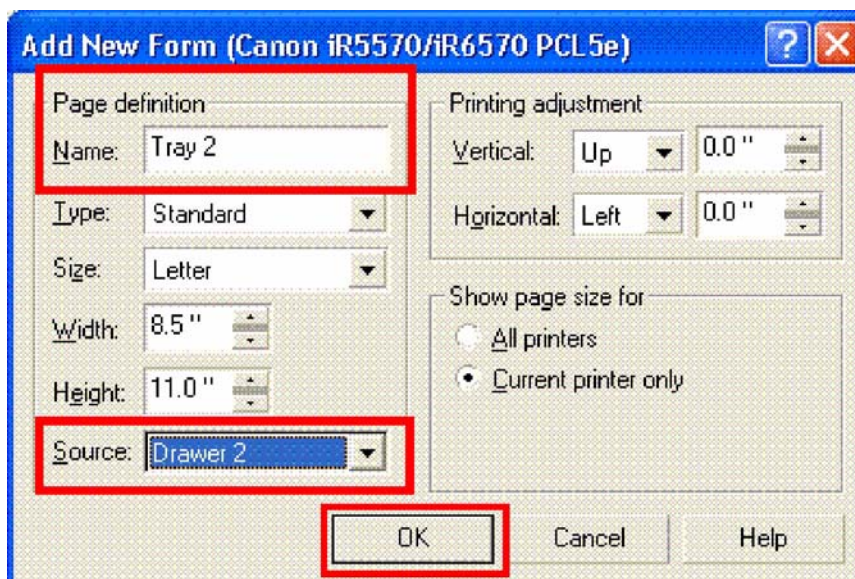 Add New Form (Canon iR5570/iR6570 PCL5e)
?
Page definition
Name: Tray 2
Type: Standard
Size: Letter
Width: 8.5 "
Height: 11.0 "
Source: Drawer 2
Printing adjustment
Vertical: Up 0.0 "
Horizontal: Left 0.0 "
Show page size for
All printers
Current printer only
OK Cancel Help